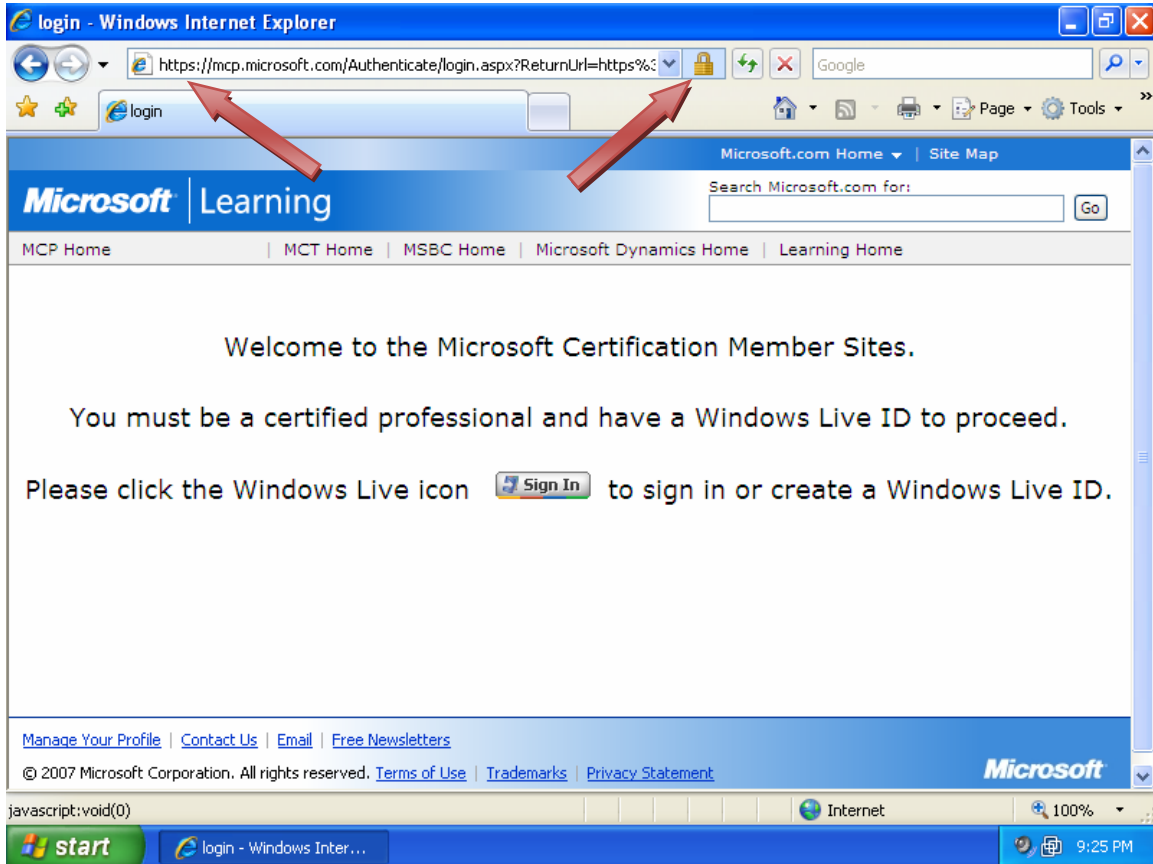 login - Windows Internet Explorer
https://mcp.microsoft.com/Authenticate/login.aspx?ReturnUrl=https%3
Google
login
Page
Tools
»
Microsoft.com Home | Site Map
Microsoft Learning
Search Microsoft.com for:
Go
MCP Home | MCT Home | MSBC Home | Microsoft Dynamics Home | Learning Home
Welcome to the Microsoft Certification Member Sites.
You must be a certified professional and have a Windows Live ID to proceed.
Please click the Windows Live icon Sign In to sign in or create a Windows Live ID.
Manage Your Profile | Contact Us | Email | Free Newsletters
© 2007 Microsoft Corporation. All rights reserved. Terms of Use | Trademarks | Privacy Statement
Microsoft
javascript:void(0)
Internet
100%
start
login - Windows Inter...
9:25 PM